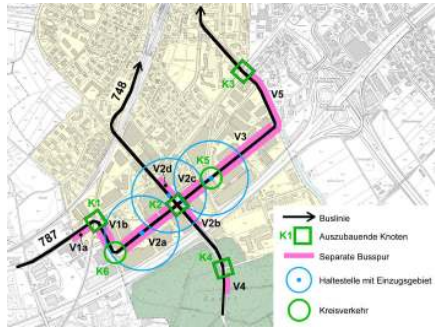 748
K3
V5
V3
K5
V2d
V2c
K2
K1
V1b
V2b
V2a
787
V1a
K6
K4
V4
Buslinie
K1 Auszubauende Knoten
Separate Busspur
Haltestelle mit Einzugsgebiet
Kreisverkehr